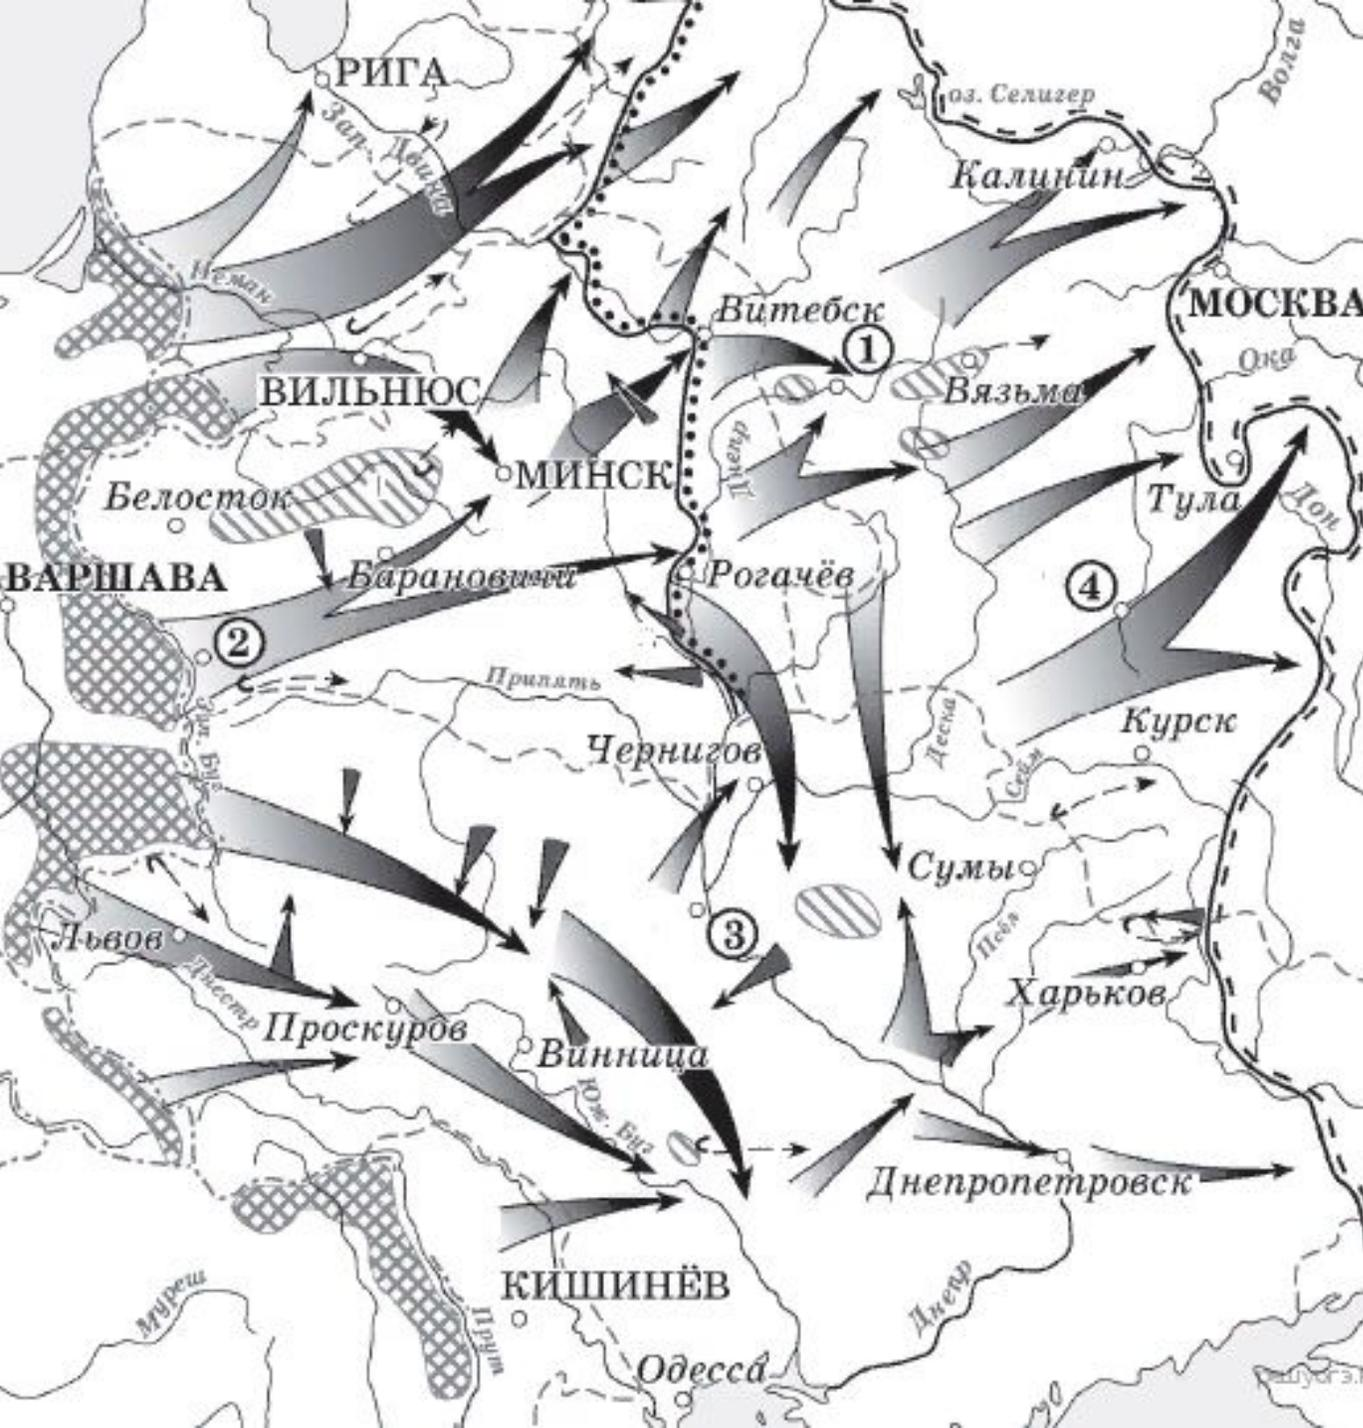 Волга
РИГА
оз. Селигер
Зап. Двина
Калинин
Неман
МОСКВА
Витебск
1
Ока
ВИЛЬНЮС
Вязьма
Днепр
МИНСК
Белосток
Тула
Дон
ВАРШАВА
Барановичи
Рогачёв
4
2
Припять
Зап. Буг
Десна
Курск
Чернигов
Сейм
Сумы
3
Псёл
Львов
Днестр
Харьков
Проскуров
Винница
Юж. Буг
Днепропетровск
КИШИНЁВ
Муреш
Прут
Днепр
Одесса